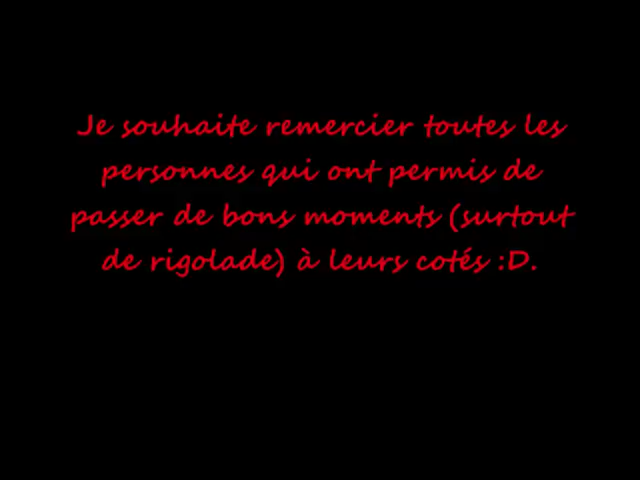 Je souhaite remercier toutes les
personnes qui ont permis de
passer de bons moments (surtout
de rigolade) à leurs cotés :D.